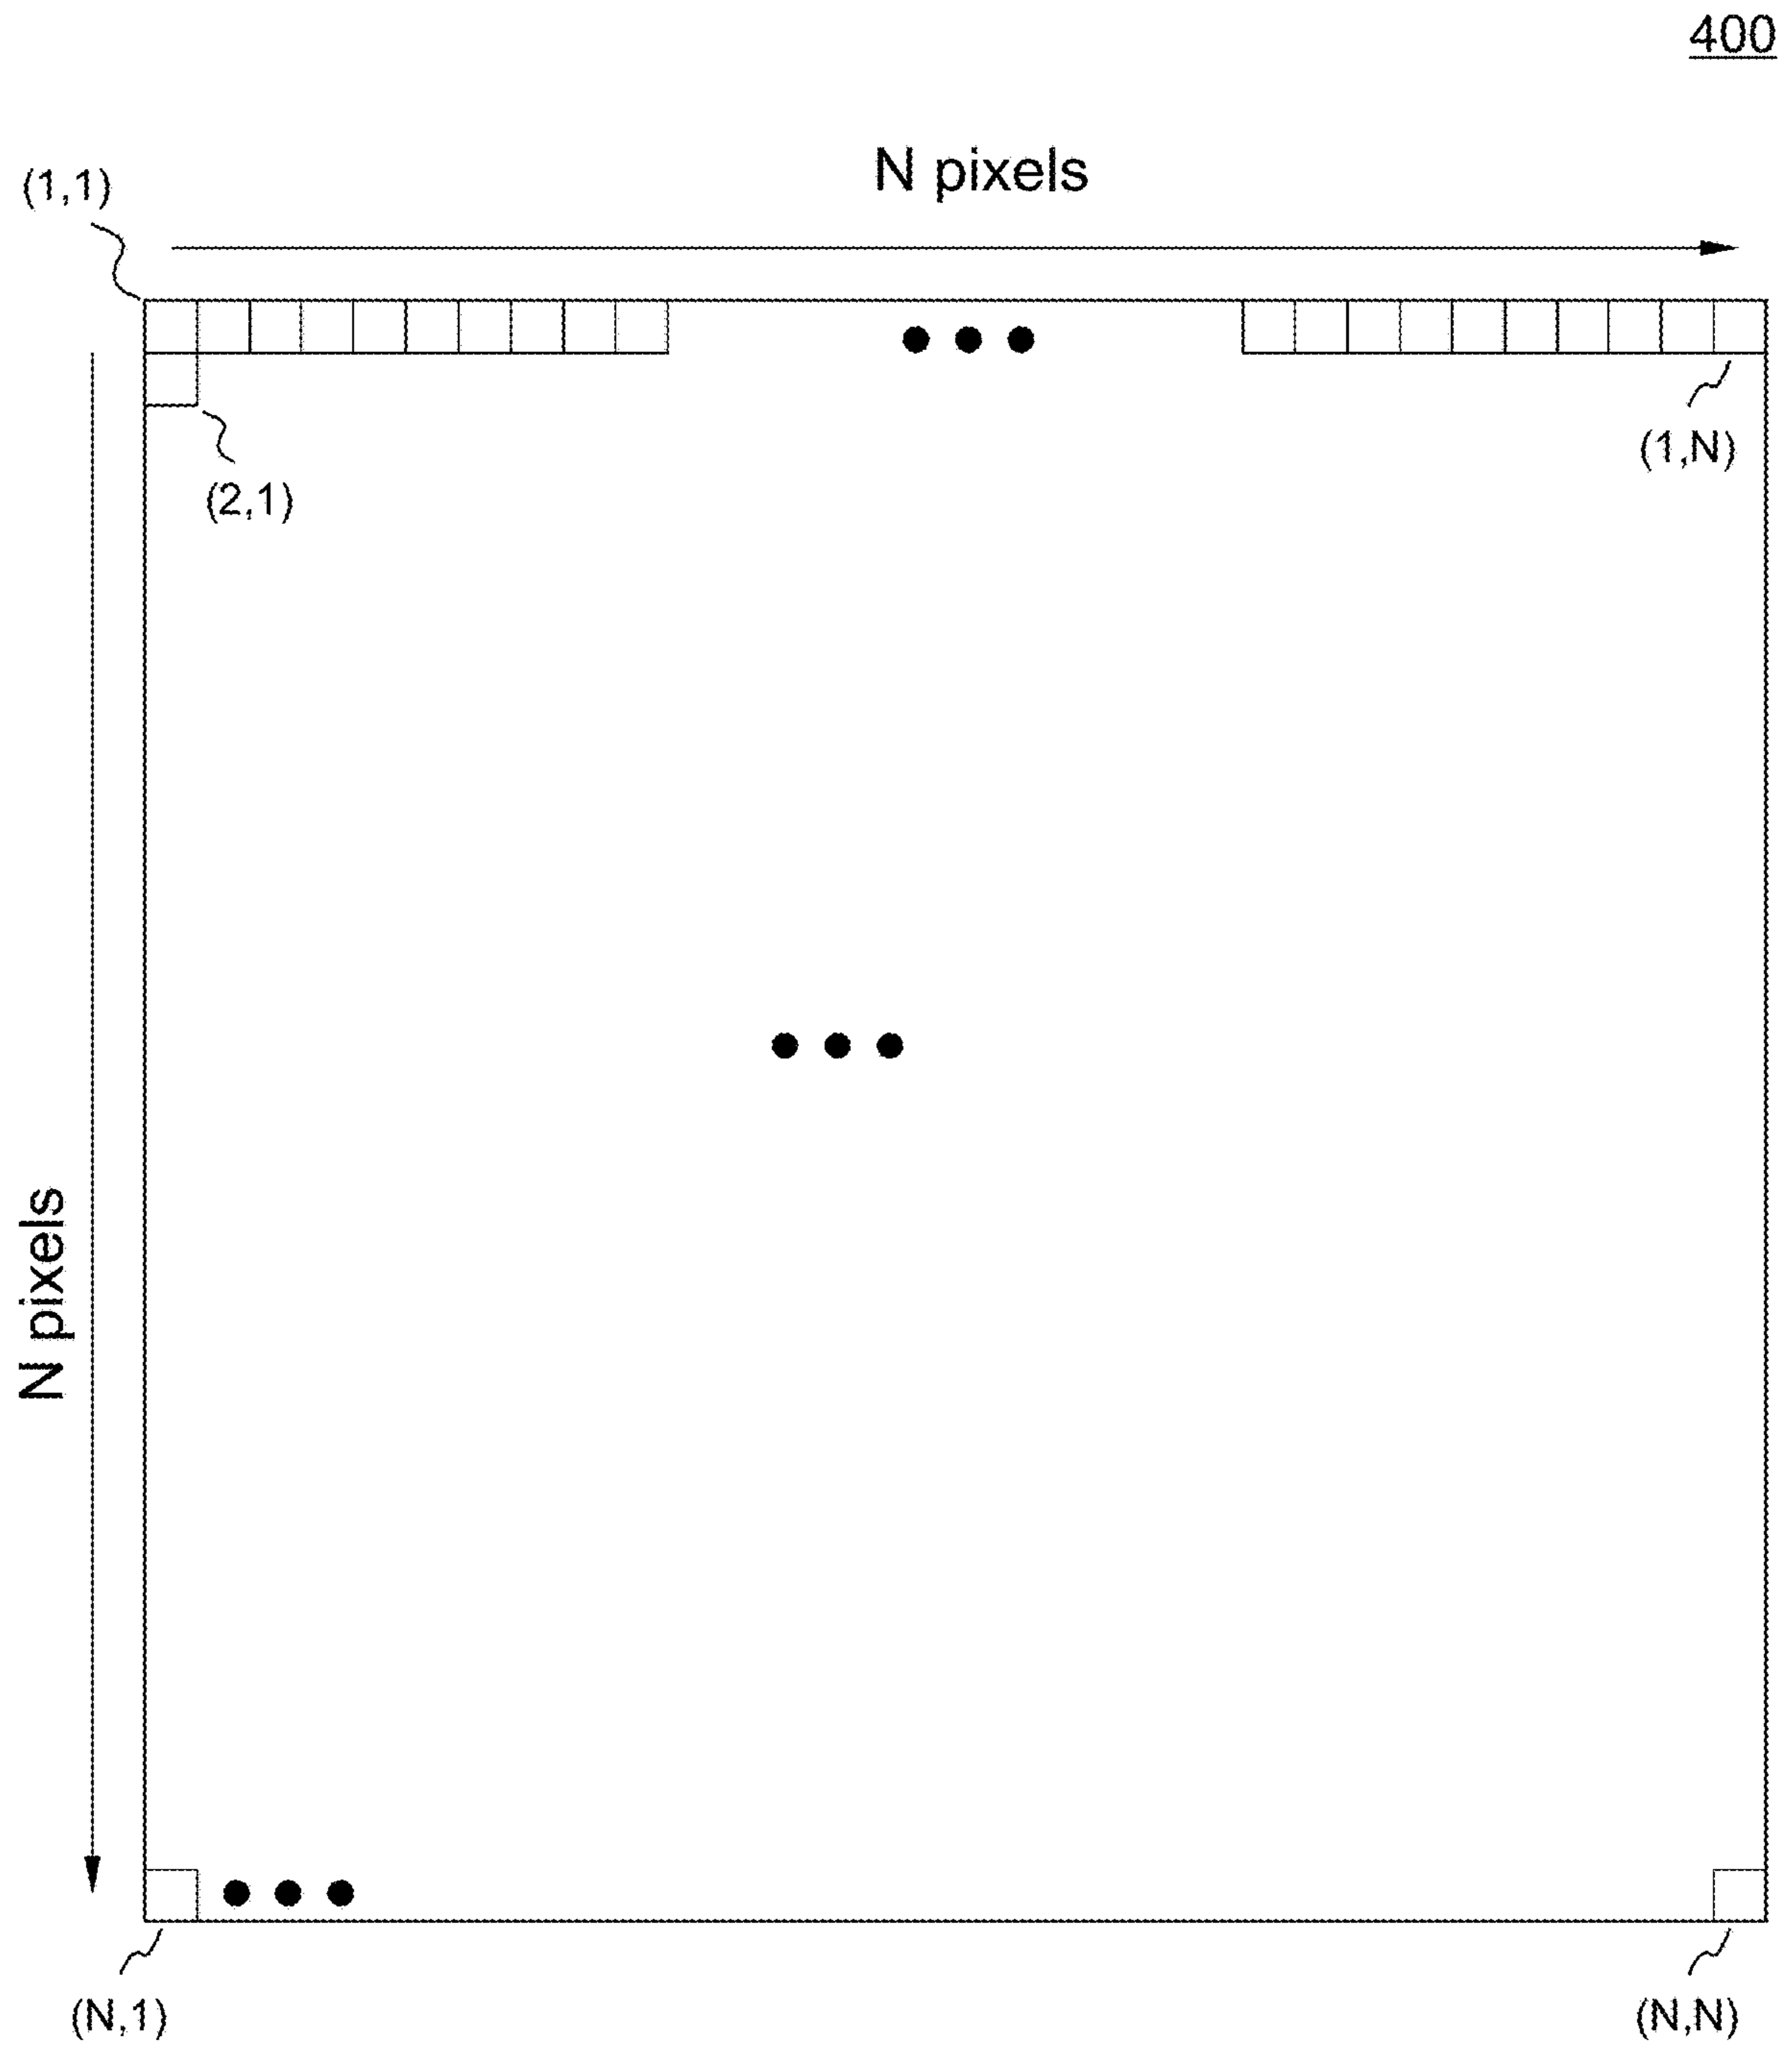 400
N pixels
(1,1)
(1,N)
(2,1)
N pixels
(N,1)
(N,N)